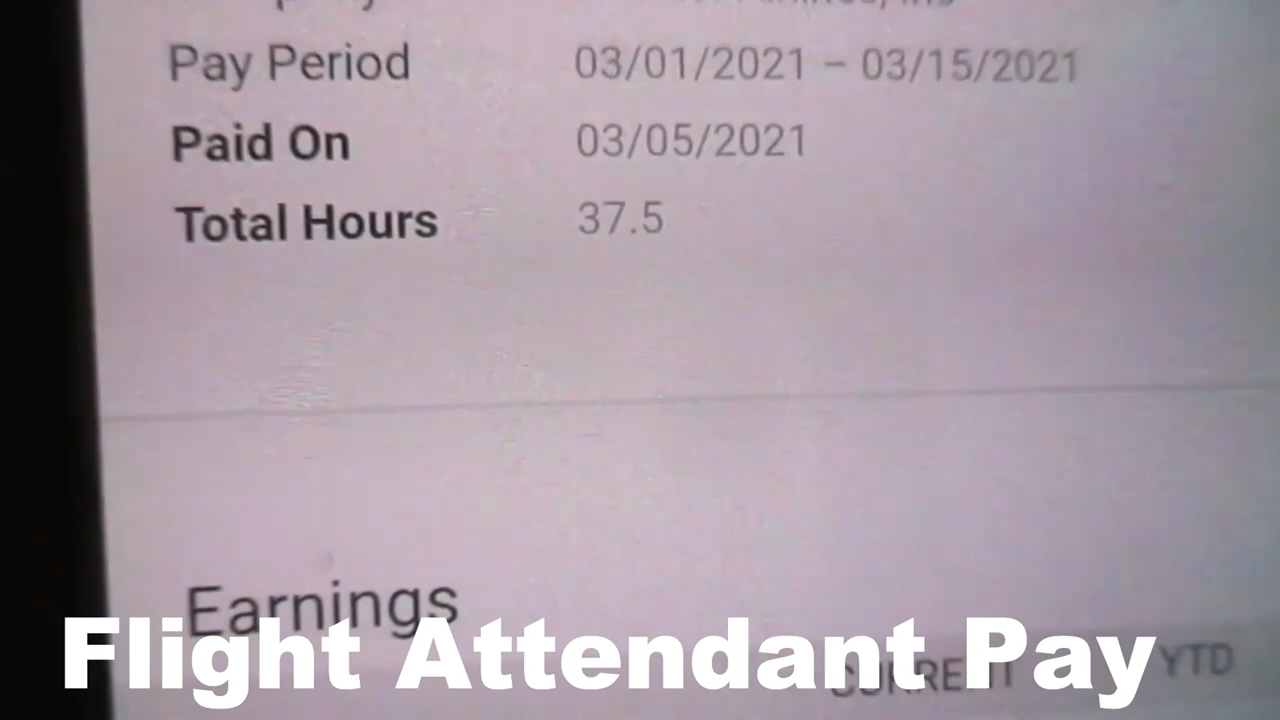 Pay Period 03/01/2021 – 03/15/2021
Paid On 03/05/2021
Total Hours 37.5
Earnings
CURRENT YTD
Flight Attendant Pay